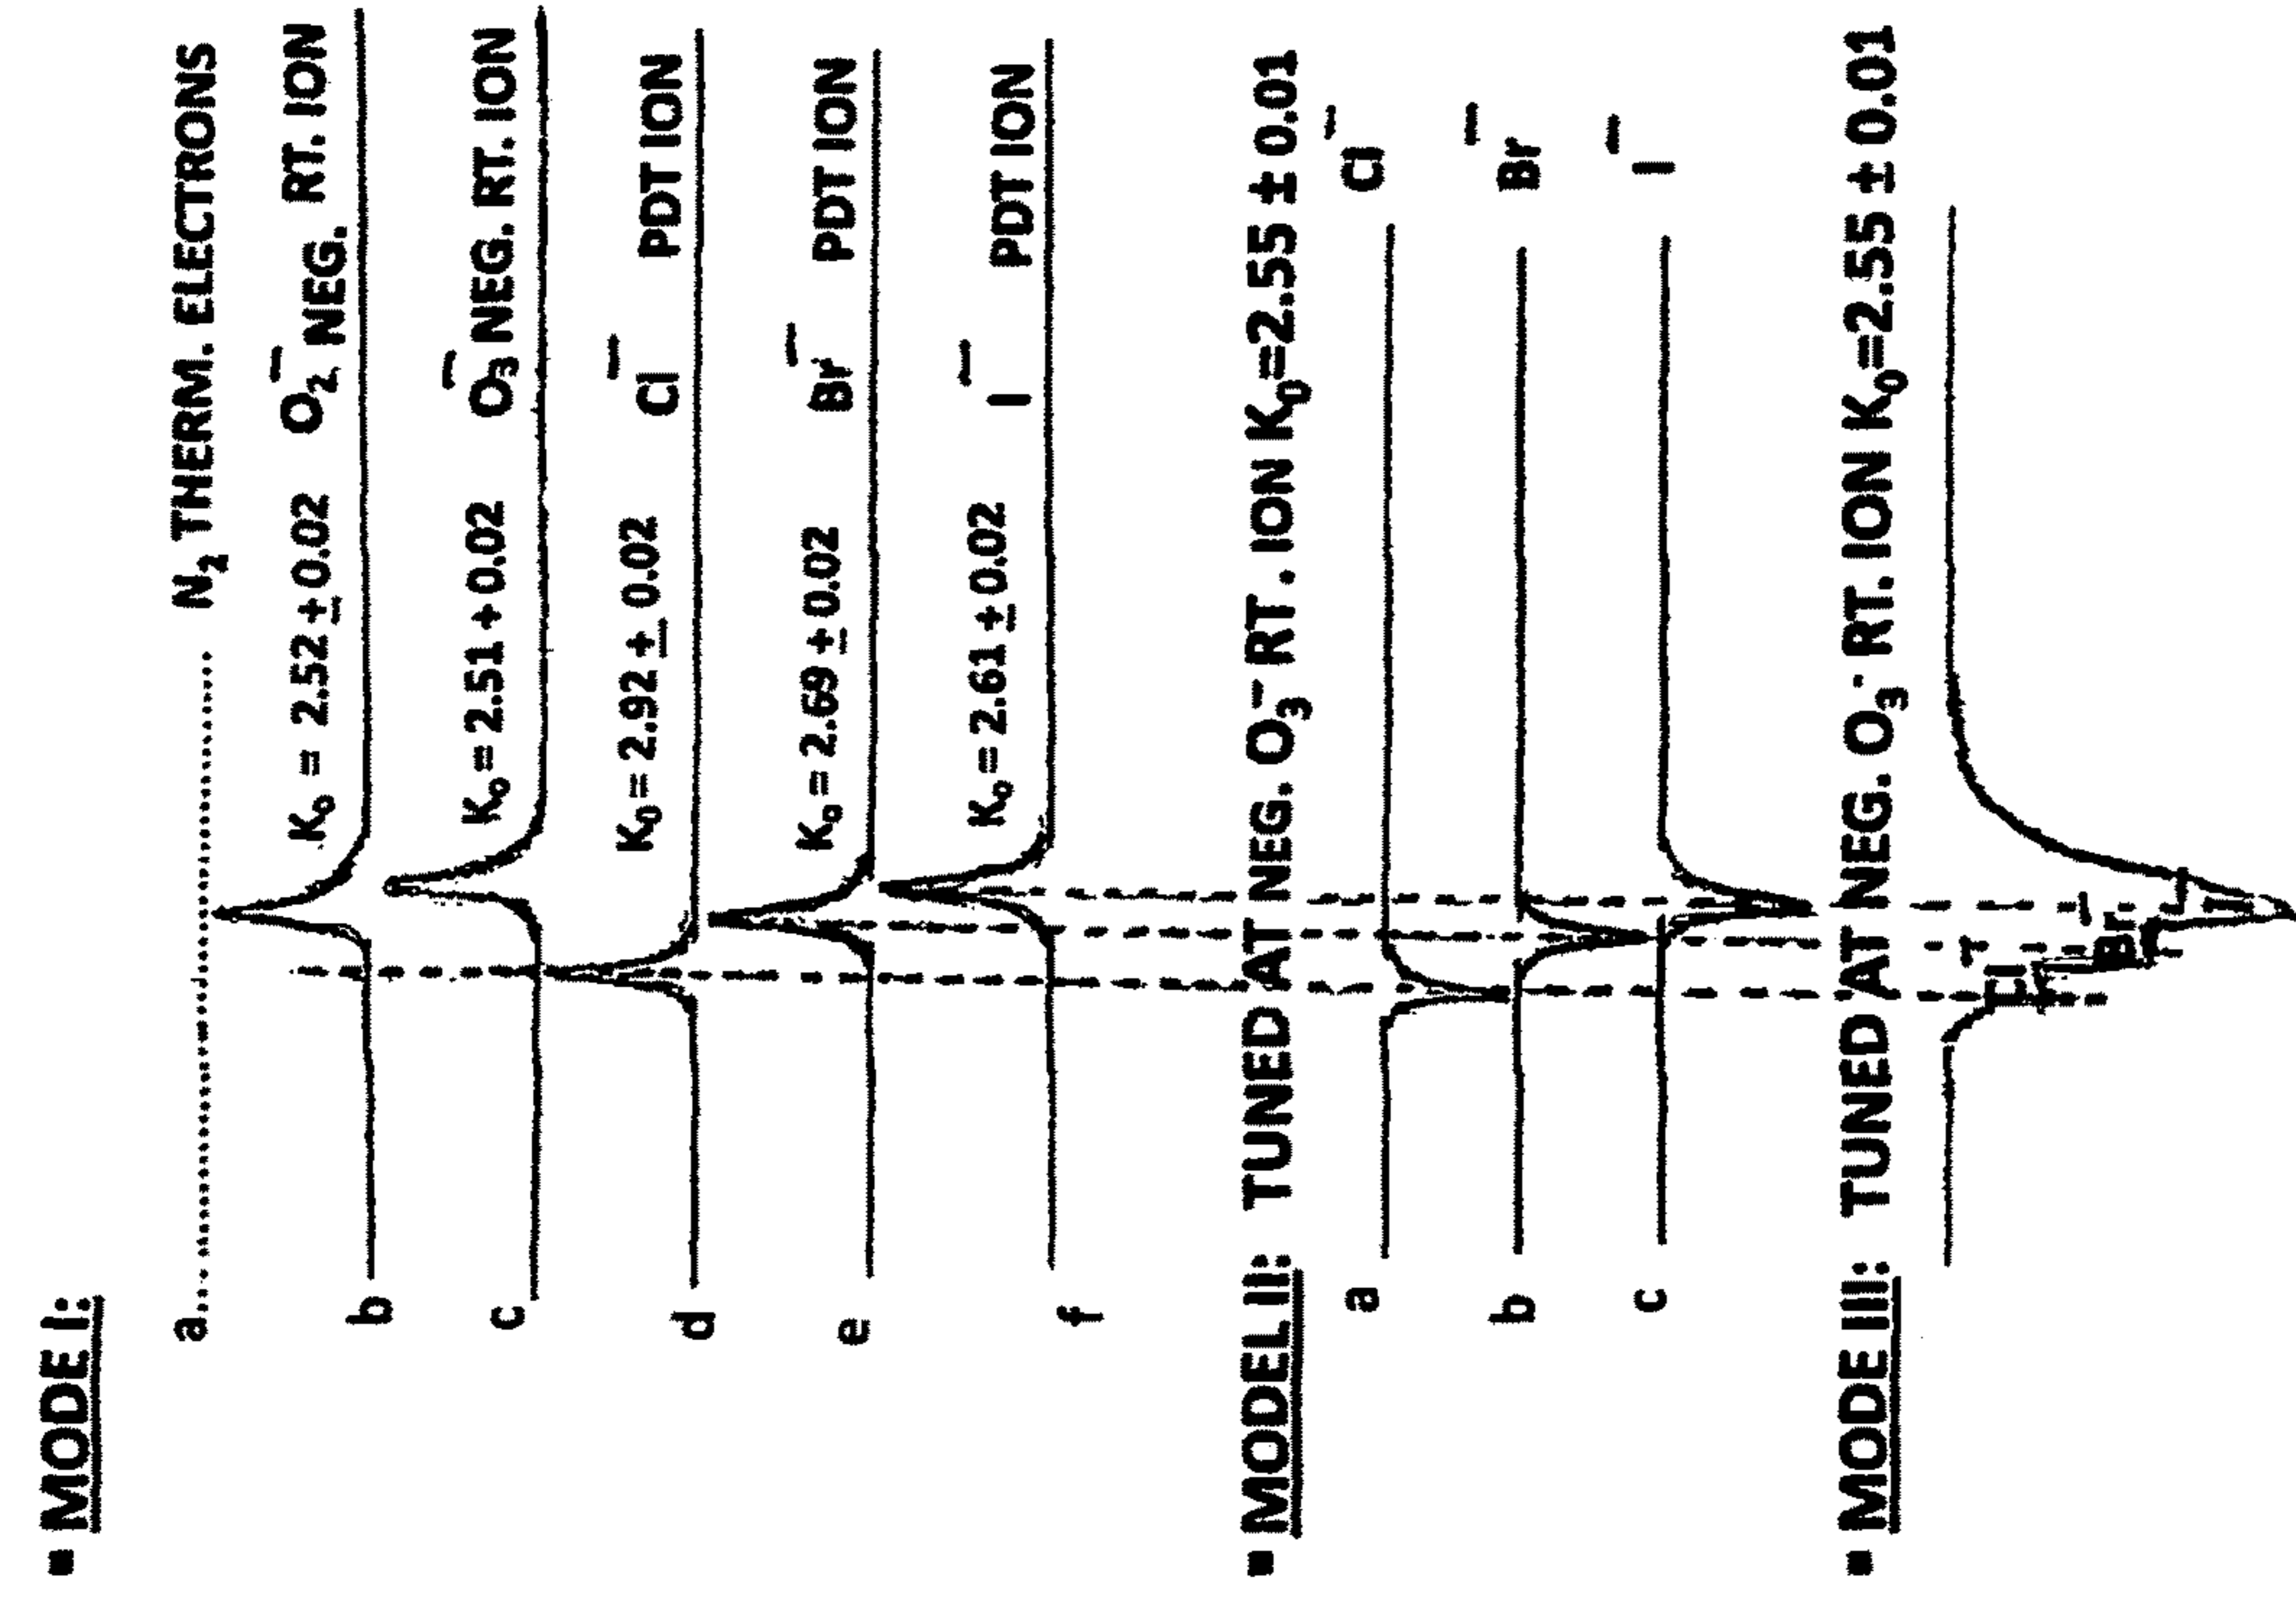 ▪ MODE I:
a N₂ THERM. ELECTRONS
b K₀ = 2.52 ± 0.02 O₂⁻ NEG. RT. ION
c K₀ = 2.51 + 0.02 O₃⁻ NEG. RT. ION
d K₀ = 2.92 ± 0.02 Cl⁻ PDT ION
e K₀ = 2.69 ± 0.02 Br⁻ PDT ION
f K₀ = 2.61 ± 0.02 I⁻ PDT ION
▪ MODEL II: TUNED AT NEG. O₃⁻ RT. ION K₀=2.55 ± 0.01
a Cl⁻
b Br⁻
c I⁻
▪ MODE III: TUNED AT NEG. O₃⁻ RT. ION K₀=2.55 ± 0.01
Cl⁻
Br⁻
I⁻